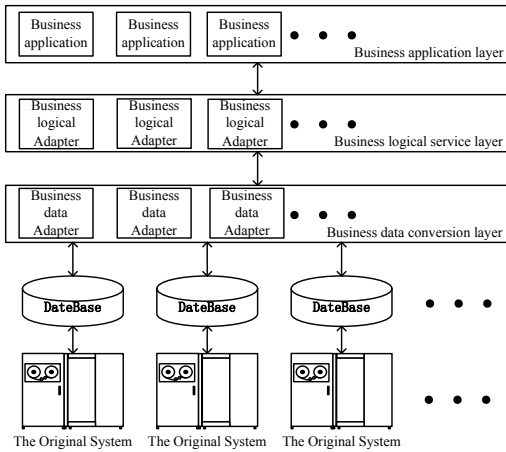 Business Business Business
application application application
Business application layer
Business Business Business
logical logical logical
Adapter Adapter Adapter
Business logical service layer
Business Business Business
data data data
Adapter Adapter Adapter
Business data conversion layer
DateBase DateBase DateBase
The Original System The Original System The Original System